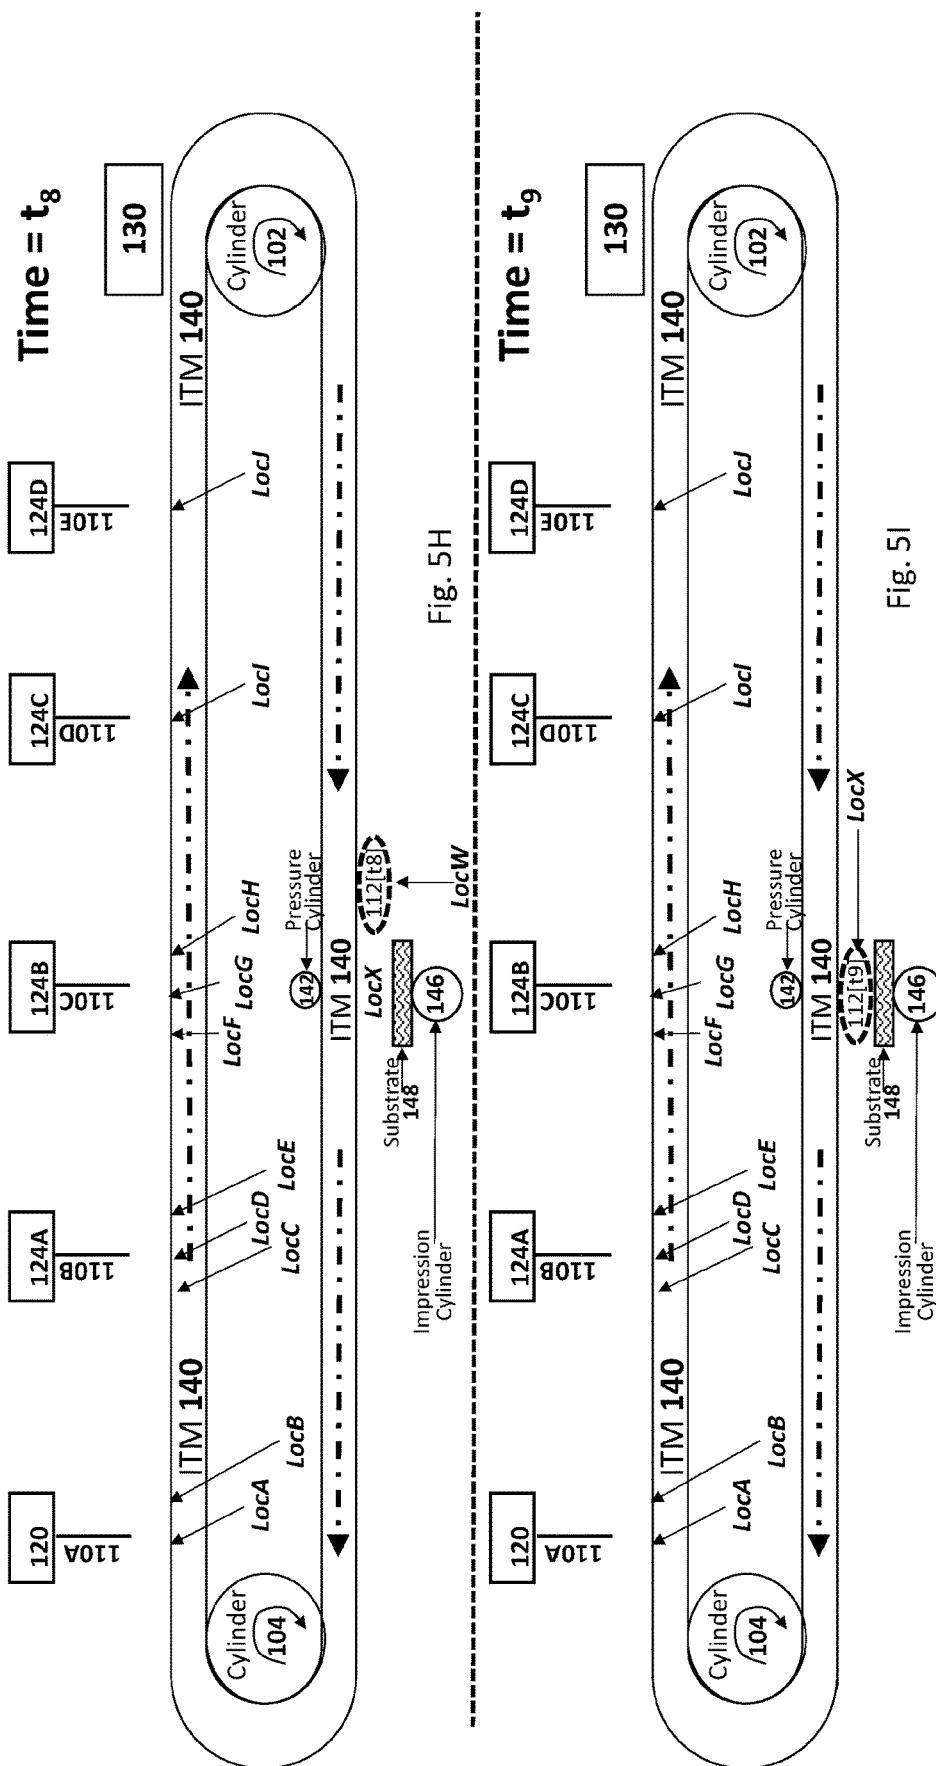 Time = t8
120
124A
124B
124C
124D
130
110A
110B
110C
110D
110E
ITM 140
ITM 140
LocA
LocB
LocC
LocD
LocE
LocF
LocG
LocH
LocI
LocJ
Cylinder
104
Cylinder
102
142
Pressure
Cylinder
ITM 140
LocX
112[t8]
LocW
Substrate
148
146
Impression
Cylinder
Fig. 5H
Time = t9
120
124A
124B
124C
124D
130
110A
110B
110C
110D
110E
ITM 140
ITM 140
LocA
LocB
LocC
LocD
LocE
LocF
LocG
LocH
LocI
LocJ
Cylinder
104
Cylinder
102
142
Pressure
Cylinder
ITM 140
112[t9]
LocX
Substrate
148
146
Impression
Cylinder
Fig. 5I